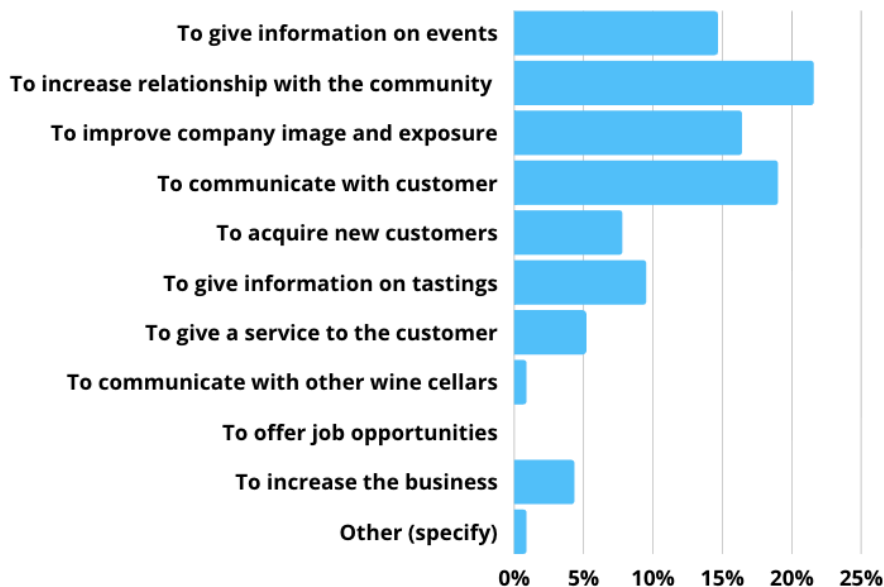 To give information on events
To increase relationship with the community
To improve company image and exposure
To communicate with customer
To acquire new customers
To give information on tastings
To give a service to the customer
To communicate with other wine cellars
To offer job opportunities
To increase the business
Other (specify)
0% 5% 10% 15% 20% 25%